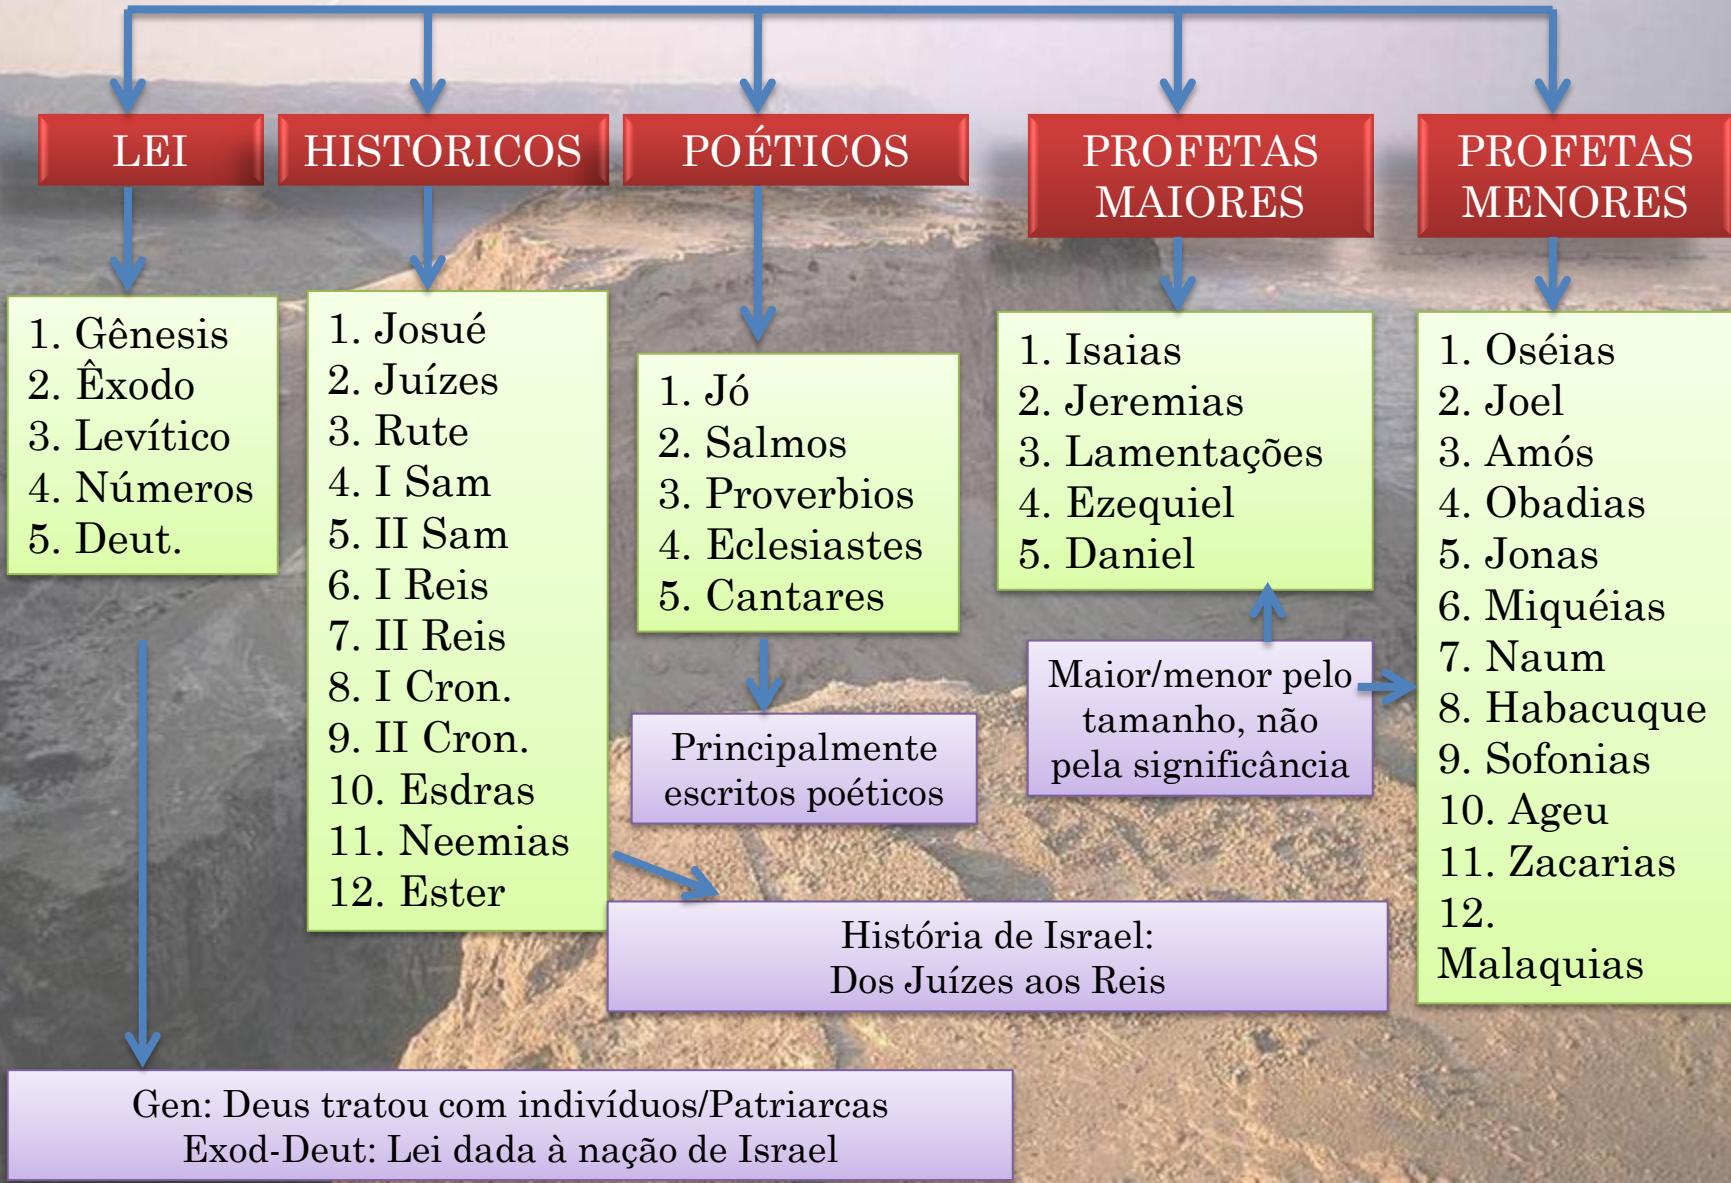 LEI
HISTORICOS
POÉTICOS
PROFETAS
MAIORES
PROFETAS
MENORES
1. Gênesis
2. Êxodo
3. Levítico
4. Números
5. Deut.
1. Josué
2. Juízes
3. Rute
4. I Sam
5. II Sam
6. I Reis
7. II Reis
8. I Cron.
9. II Cron.
10. Esdras
11. Neemias
12. Ester
1. Jó
2. Salmos
3. Proverbios
4. Eclesiastes
5. Cantares
1. Isaias
2. Jeremias
3. Lamentações
4. Ezequiel
5. Daniel
1. Oséias
2. Joel
3. Amós
4. Obadias
5. Jonas
6. Miquéias
7. Naum
8. Habacuque
9. Sofonias
10. Ageu
11. Zacarias
12.
Malaquias
Principalmente
escritos poéticos
Maior/menor pelo
tamanho, não
pela significância
História de Israel:
Dos Juízes aos Reis
Gen: Deus tratou com indivíduos/Patriarcas
Exod-Deut: Lei dada à nação de Israel